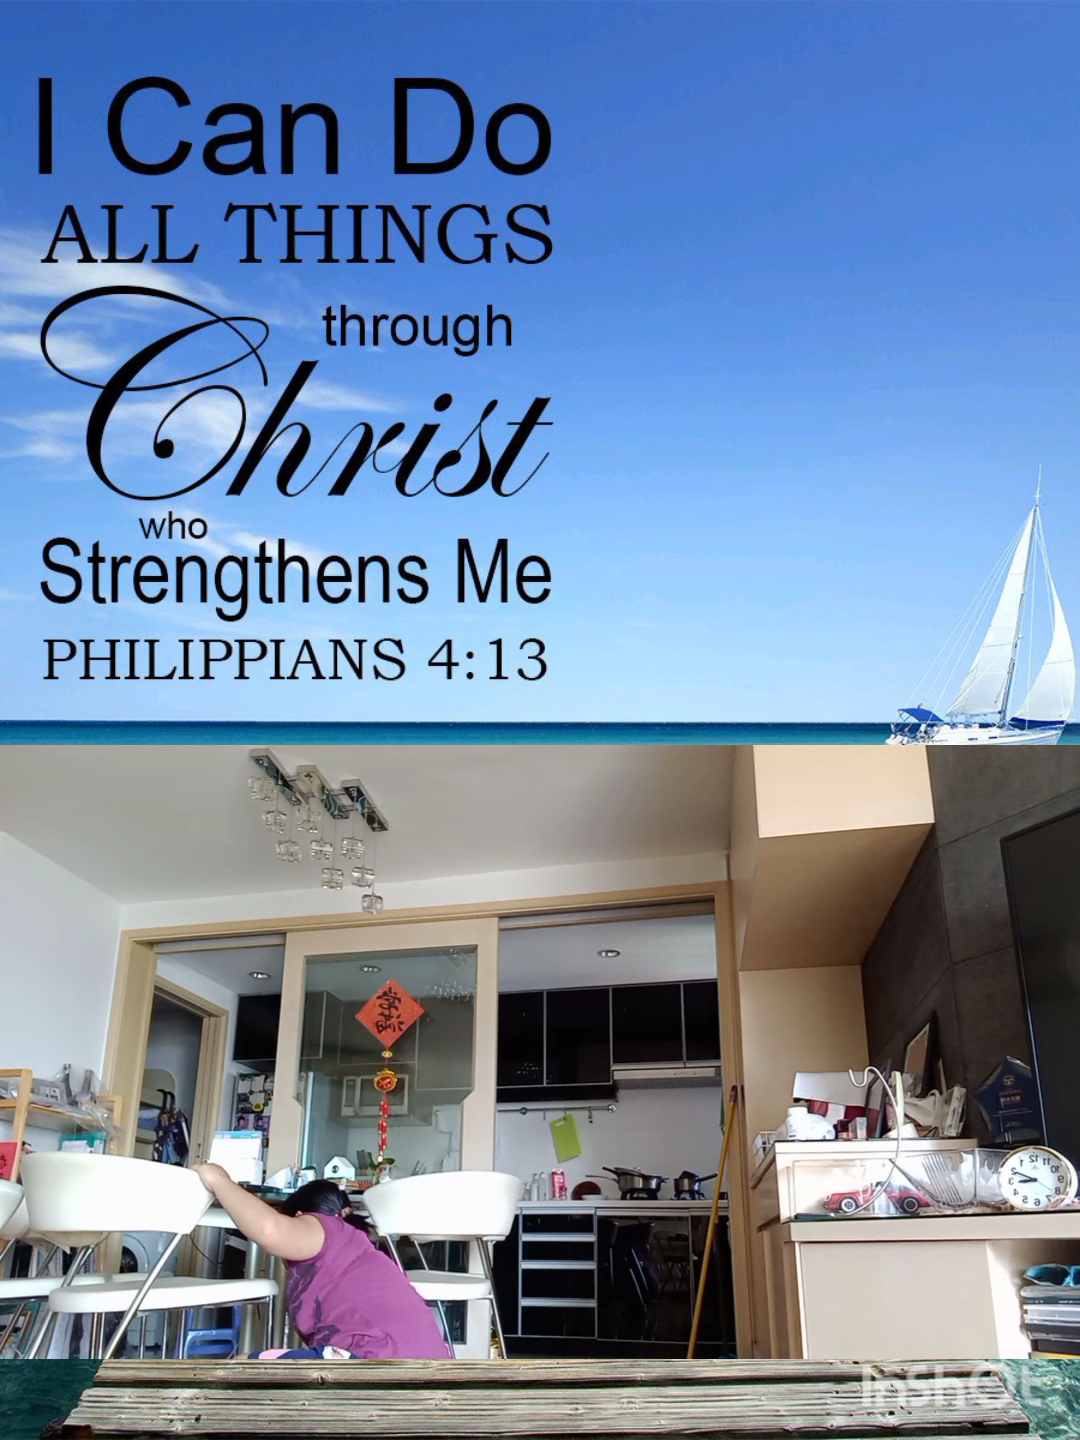 I Can Do
ALL THINGS
through
Christ
who
Strengthens Me
PHILIPPIANS 4:13
InShOt